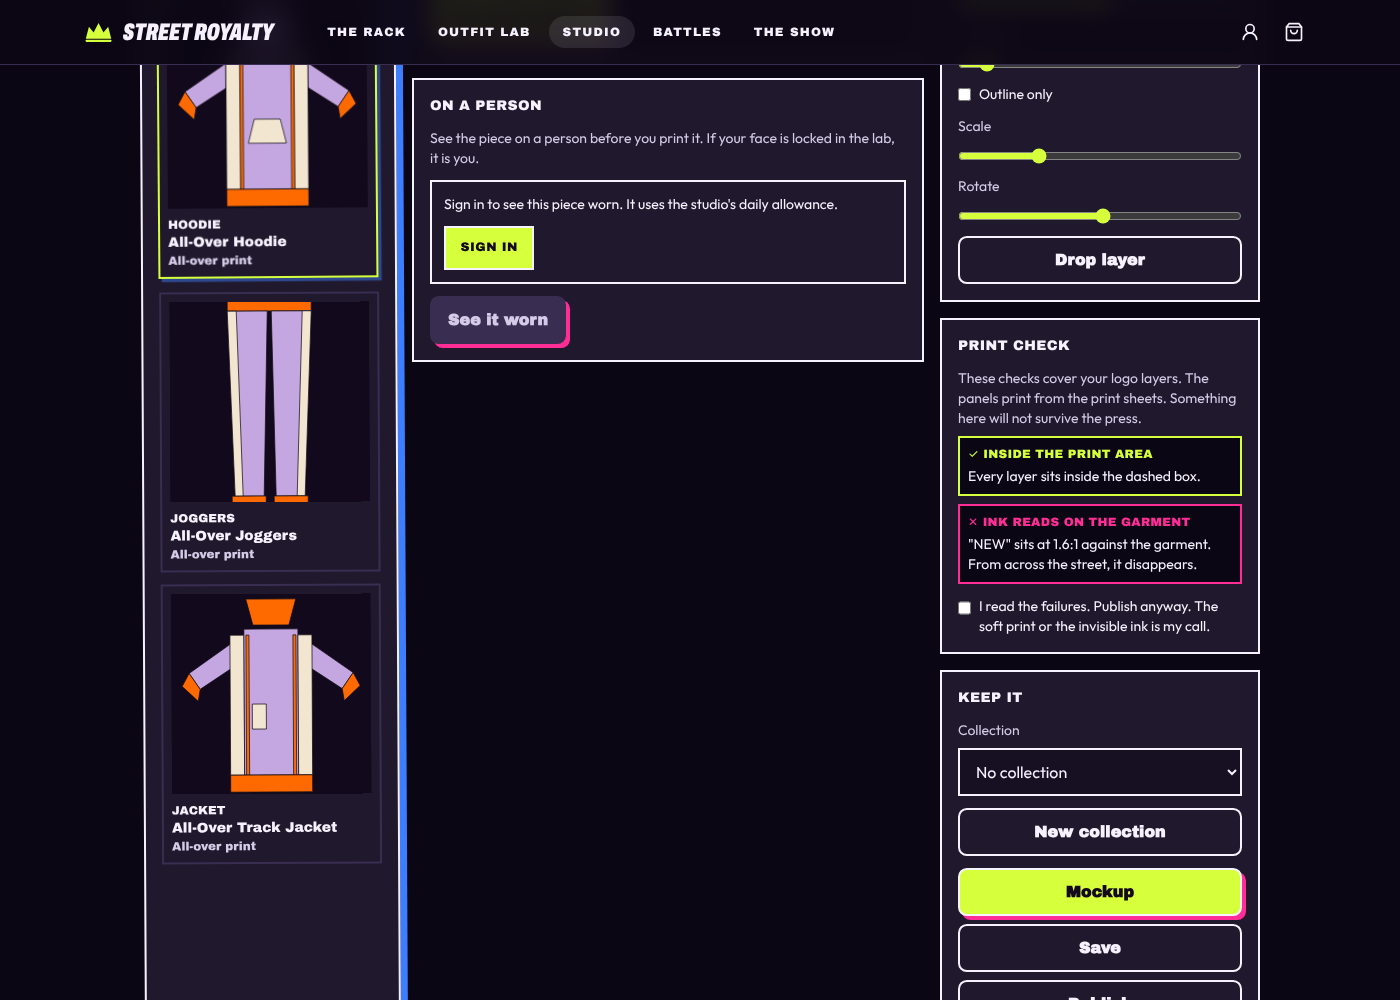 STREET ROYALTY
THE RACK
OUTFIT LAB
STUDIO
BATTLES
THE SHOW
HOODIE
All-Over Hoodie
All-over print
JOGGERS
All-Over Joggers
All-over print
JACKET
All-Over Track Jacket
All-over print
ON A PERSON
See the piece on a person before you print it. If your face is locked in the lab,
it is you.
Sign in to see this piece worn. It uses the studio's daily allowance.
SIGN IN
See it worn
Outline only
Scale
Rotate
Drop layer
PRINT CHECK
These checks cover your logo layers. The
panels print from the print sheets. Something
here will not survive the press.
✓ INSIDE THE PRINT AREA
Every layer sits inside the dashed box.
✕ INK READS ON THE GARMENT
"NEW" sits at 1.6:1 against the garment.
From across the street, it disappears.
I read the failures. Publish anyway. The
soft print or the invisible ink is my call.
KEEP IT
Collection
No collection
New collection
Mockup
Save